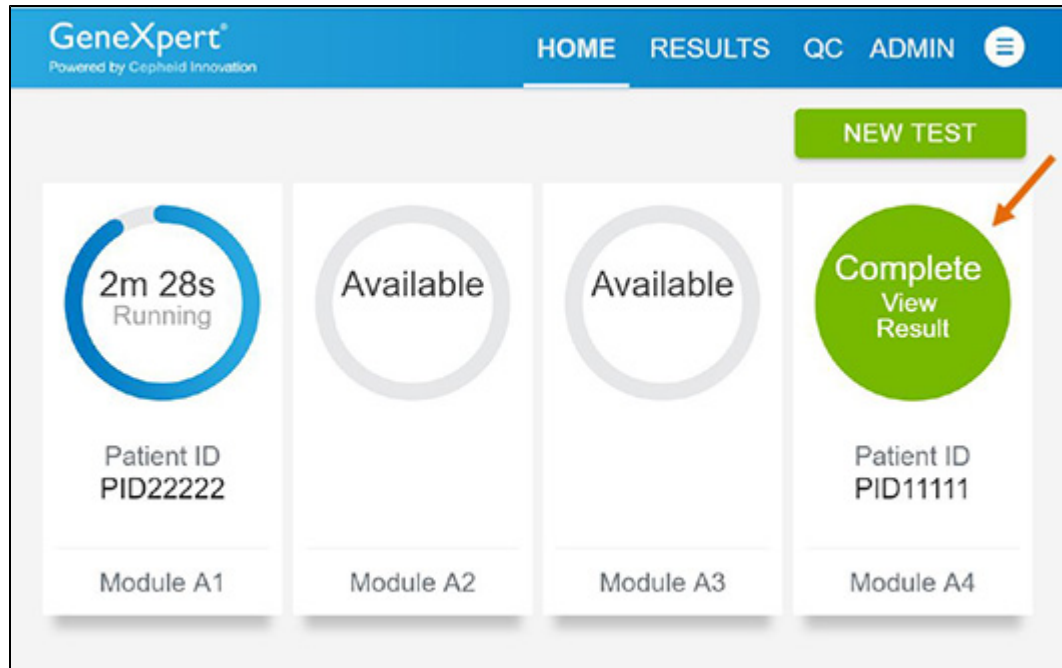 GeneXpert®
Powered by Cepheid Innovation
HOME RESULTS QC ADMIN
NEW TEST
2m 28s
Running
Patient ID
PID22222
Module A1
Available
Module A2
Available
Module A3
Complete
View
Result
Patient ID
PID11111
Module A4